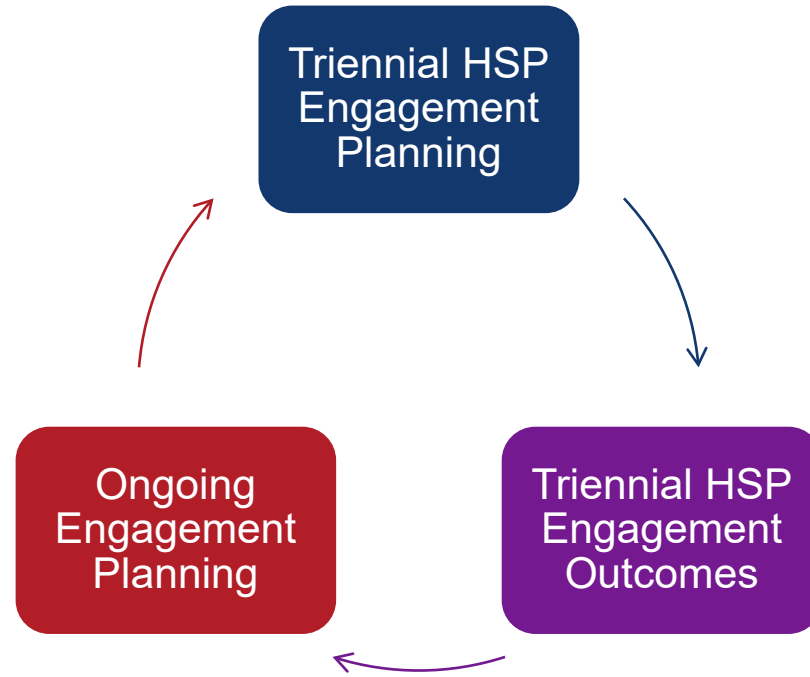 Triennial HSP
Engagement
Planning
Ongoing
Engagement
Planning
Triennial HSP
Engagement
Outcomes